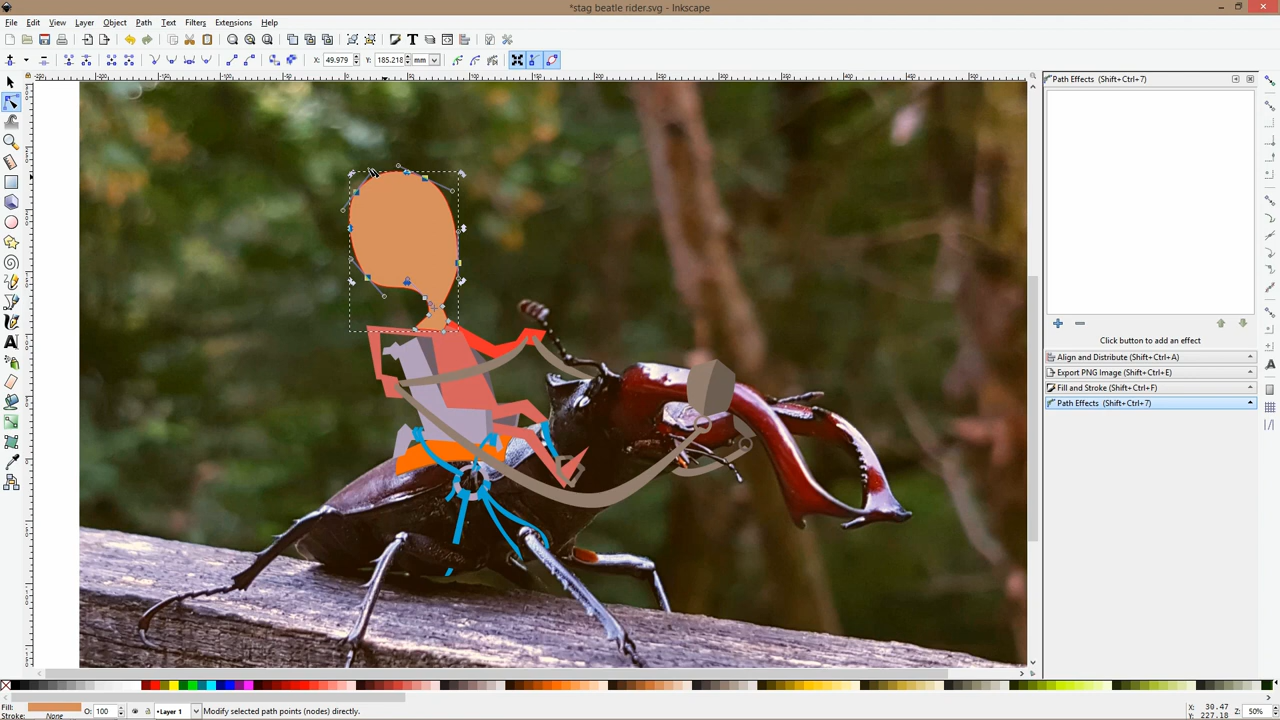 *stag beatle rider.svg - Inkscape
File Edit View Layer Object Path Text Filters Extensions Help
X: 49.979 Y: 185.218 mm
Path Effects (Shift+Ctrl+7)
Click button to add an effect
Align and Distribute (Shift+Ctrl+A)
Export PNG Image (Shift+Ctrl+E)
Fill and Stroke (Shift+Ctrl+F)
Path Effects (Shift+Ctrl+7)
Fill: O: 100 Layer 1 Modify selected path points (nodes) directly. X: 30.47 Z: 50%
Stroke: None Y: 227.18